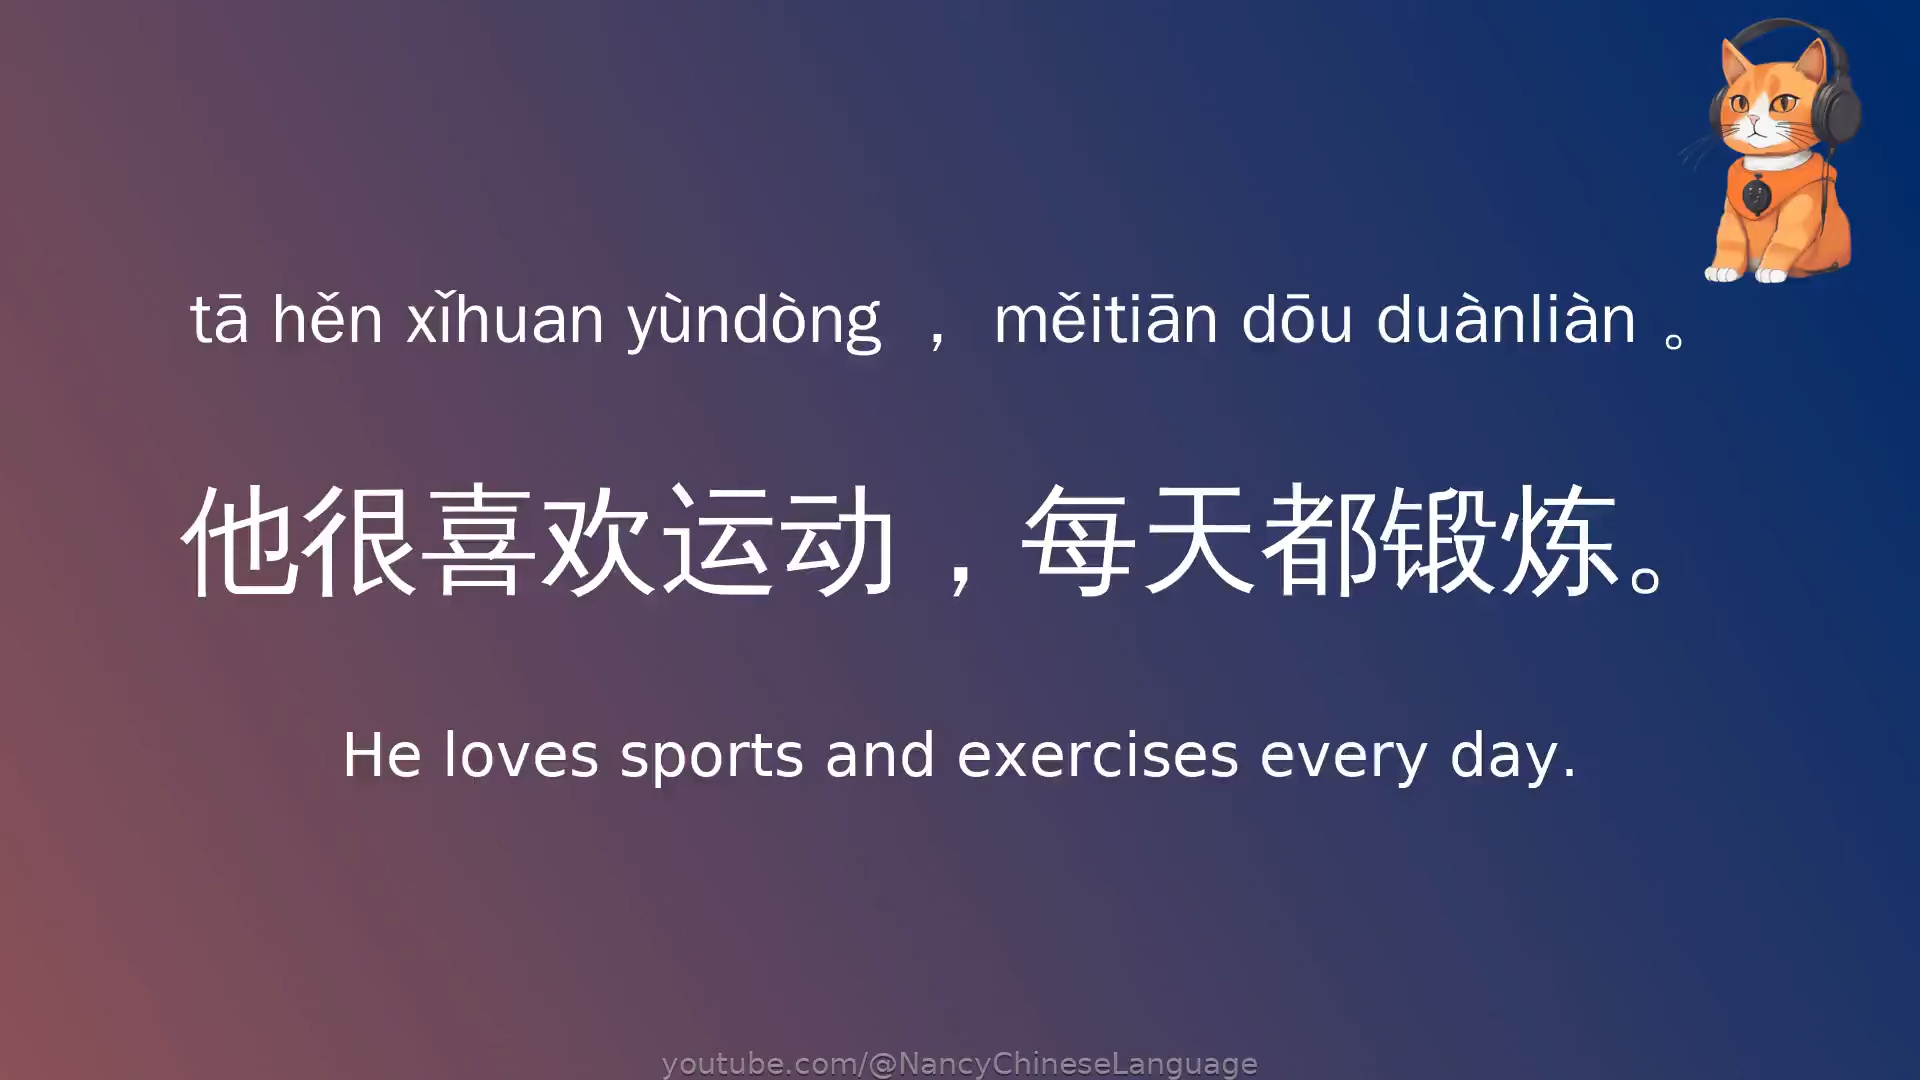 tā hěn xǐhuan yùndòng ，měitiān dōu duànliàn 。
他很喜欢运动，每天都锻炼。
He loves sports and exercises every day.
youtube.com/@NancyChineseLanguage